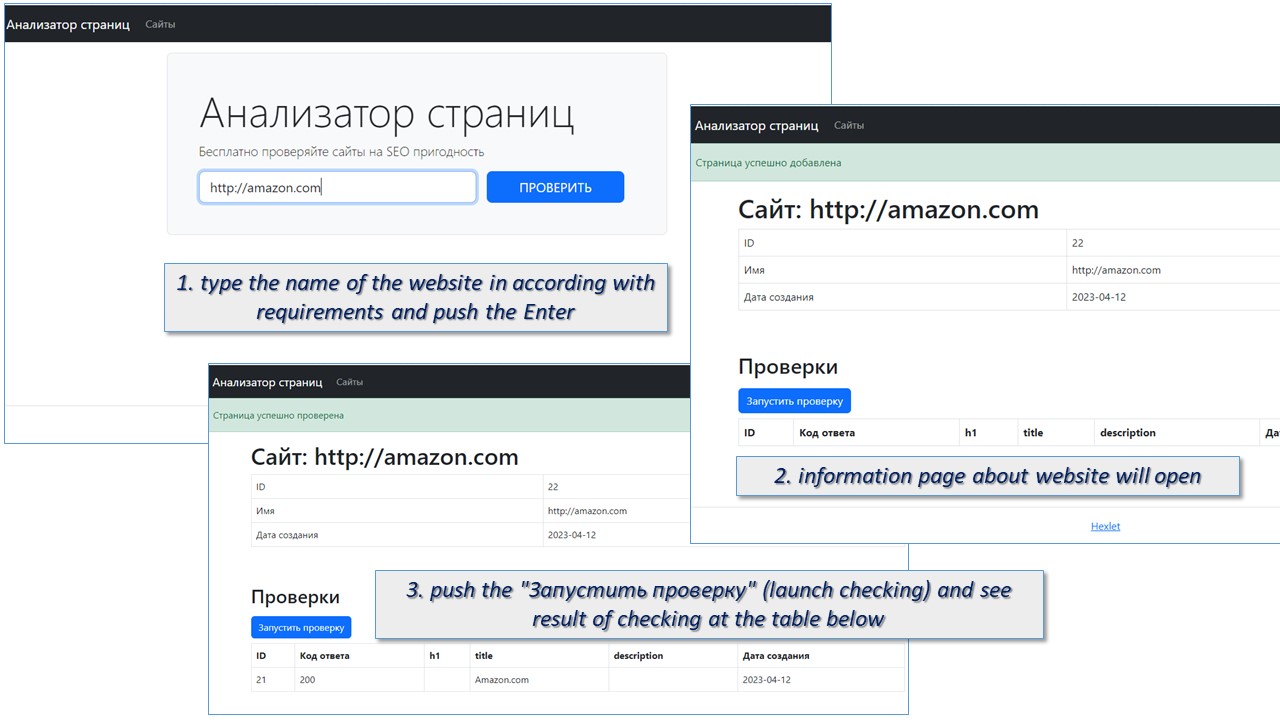 Анализатор страниц Сайты
Анализатор страниц
Бесплатно проверяйте сайты на SEO пригодность
http://amazon.com ПРОВЕРИТЬ
1. type the name of the website in according with
requirements and push the Enter
Анализатор страниц Сайты
Страница успешно добавлена
Сайт: http://amazon.com
ID 22
Имя http://amazon.com
Дата создания 2023-04-12
Проверки
Запустить проверку
ID Код ответа h1 title description
2. information page about website will open
Hexlet
Анализатор страниц Сайты
Страница успешно проверена
Сайт: http://amazon.com
ID 22
Имя http://amazon.com
Дата создания 2023-04-12
3. push the "Запустить проверку" (launch checking) and see
result of checking at the table below
Проверки
Запустить проверку
ID Код ответа h1 title description Дата создания
21 200 Amazon.com 2023-04-12